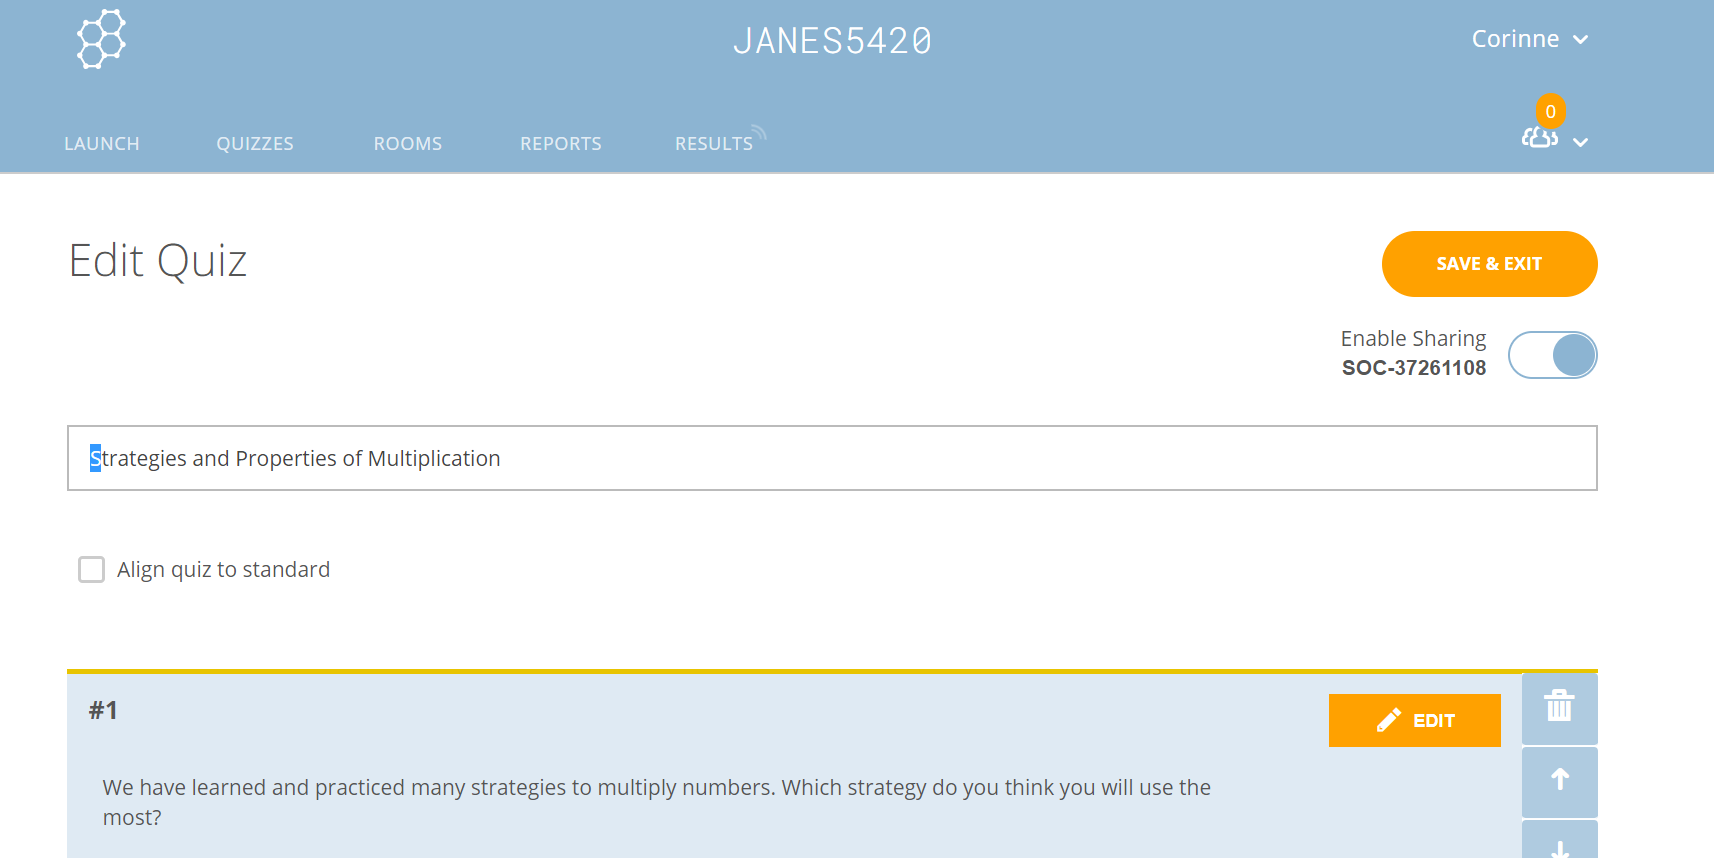 JANES5420
Corinne
0
LAUNCH QUIZZES ROOMS REPORTS RESULTS
Edit Quiz
SAVE & EXIT
Enable Sharing
SOC-37261108
Strategies and Properties of Multiplication
Align quiz to standard
#1
EDIT
We have learned and practiced many strategies to multiply numbers. Which strategy do you think you will use the
most?